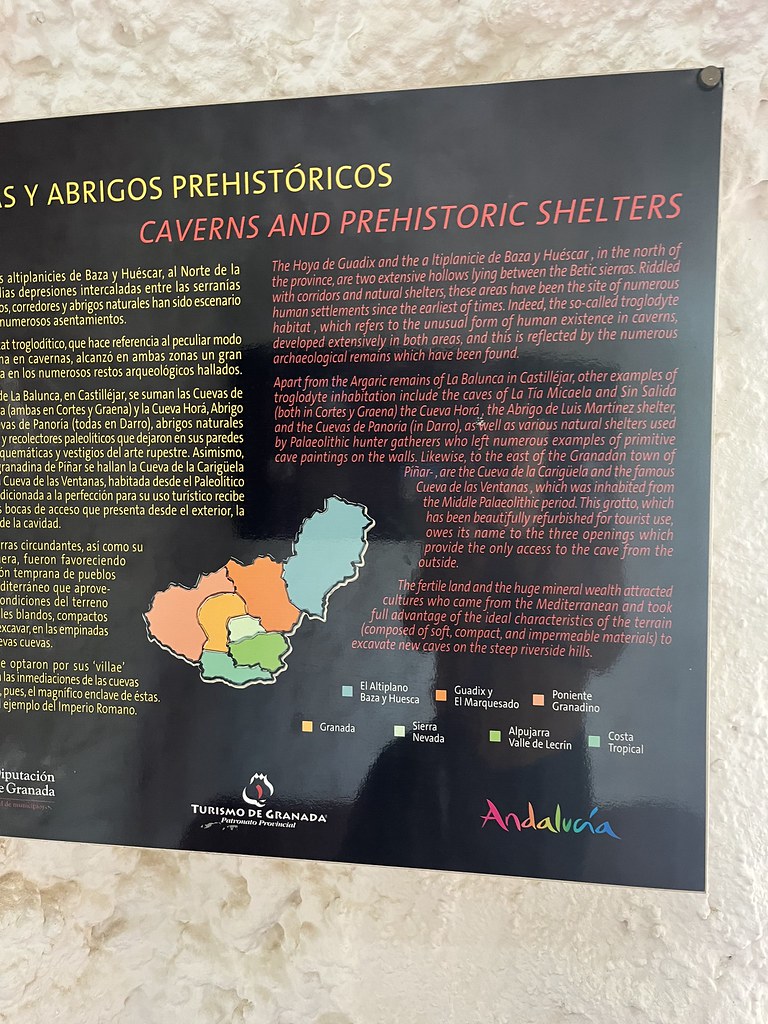 AS Y ABRIGOS PREHISTÓRICOS
CAVERNS AND PREHISTORIC SHELTERS
s altiplanicies de Baza y Huéscar, al Norte de la
lias depresiones intercaladas entre las serranías
os, corredores y abrigos naturales han sido escenario
numerosos asentamientos.
at troglodítico, que hace referencia al peculiar modo
na en cavernas, alcanzó en ambas zonas un gran
a en los numerosos restos arqueológicos hallados.
de La Balunca, en Castilléjar, se suman las Cuevas de
a (ambas en Cortes y Graena) y la Cueva Horá, Abrigo
evas de Panoría (todas en Darro), abrigos naturales
y recolectores paleolíticos que dejaron en sus paredes
quemáticas y vestigios del arte rupestre. Asimismo,
granadina de Píñar se hallan la Cueva de la Carigüela
Cueva de las Ventanas, habitada desde el Paleolítico
dicionada a la perfección para su uso turístico recibe
s bocas de acceso que presenta desde el exterior, la
de la cavidad.
rras circundantes, así como su
uera, fueron favoreciendo
ón temprana de pueblos
diterráneo que aprove-
ondiciones del terreno
les blandos, compactos
excavar, en las empinadas
evas cuevas.
e optaron por sus 'villae'
las inmediaciones de las cuevas
, pues, el magnífico enclave de éstas.
ejemplo del Imperio Romano.
The Hoya de Guadix and the a ltiplanicie de Baza y Huéscar , in the north of
the province, are two extensive hollows lying between the Betic sierras. Riddled
with corridors and natural shelters, these areas have been the site of numerous
human settlements since the earliest of times. Indeed, the so-called troglodyte
habitat , which refers to the unusual form of human existence in caverns,
developed extensively in both areas, and this is reflected by the numerous
archaeological remains which have been found.
Apart from the Argaric remains of La Balunca in Castilléjar, other examples of
troglodyte inhabitation include the caves of La Tía Micaela and Sin Salida
(both in Cortes y Graena) the Cueva Horá , the Abrigo de Luis Martínez shelter,
and the Cuevas de Panoría (in Darro), as well as various natural shelters used
by Palaeolithic hunter gatherers who left numerous examples of primitive
cave paintings on the walls. Likewise, to the east of the Granadan town of
Píñar- , are the Cueva de la Carigüela and the famous
Cueva de las Ventanas , which was inhabited from
the Middle Palaeolithic period. This grotto, which
has been beautifully refurbished for tourist use,
owes its name to the three openings which
provide the only access to the cave from the
outside.
The fertile land and the huge mineral wealth attracted
cultures who came from the Mediterranean and took
full advantage of the ideal characteristics of the terrain
(composed of soft, compact, and impermeable materials) to
excavate new caves on the steep riverside hills.
El Altiplano
Baza y Huesca
Guadix y
El Marquesado
Poniente
Granadino
Granada
Sierra
Nevada
Alpujarra
Valle de Lecrín
Costa
Tropical
Diputación
de Granada
TURISMO DE GRANADA
Patronato Provincial
Andalucía